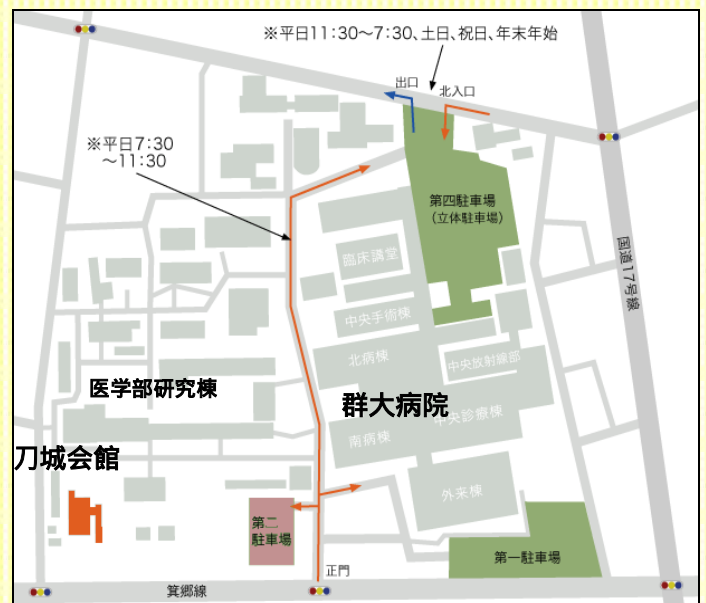 ※平日11:30〜7:30、土日、祝日、年末年始
出口
北入口
※平日7:30
〜11:30
第四駐車場
（立体駐車場）
国道17号線
臨床講堂
中央手術棟
北病棟
中央放射線部
医学部研究棟
群大病院
中央診療棟
南病棟
刀城会館
外来棟
第二
駐車場
第一駐車場
正門
箕郷線